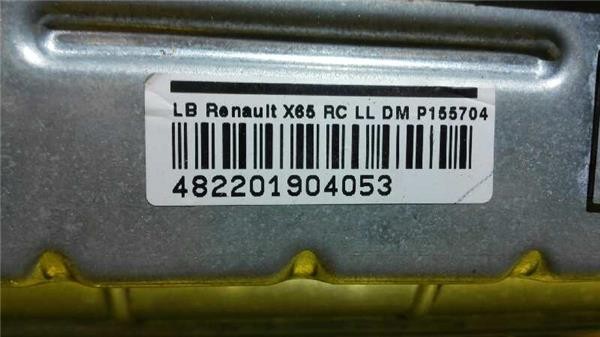 LB Renault X65 RC LL DM P155704
482201904053